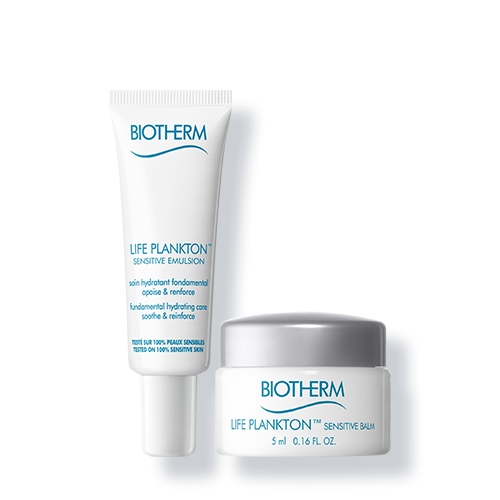 BIOTHERM
LIFE PLANKTON™
SENSITIVE EMULSION
soin hydratant fondamental
apaise & renforce
fundamental hydrating care
soothe & reinforce
TESTÉ SUR 100% PEAUX SENSIBLES
TESTED ON 100% SENSITIVE SKIN
BIOTHERM
LIFE PLANKTON™ SENSITIVE BALM
5 ml 0.16 FL. OZ.